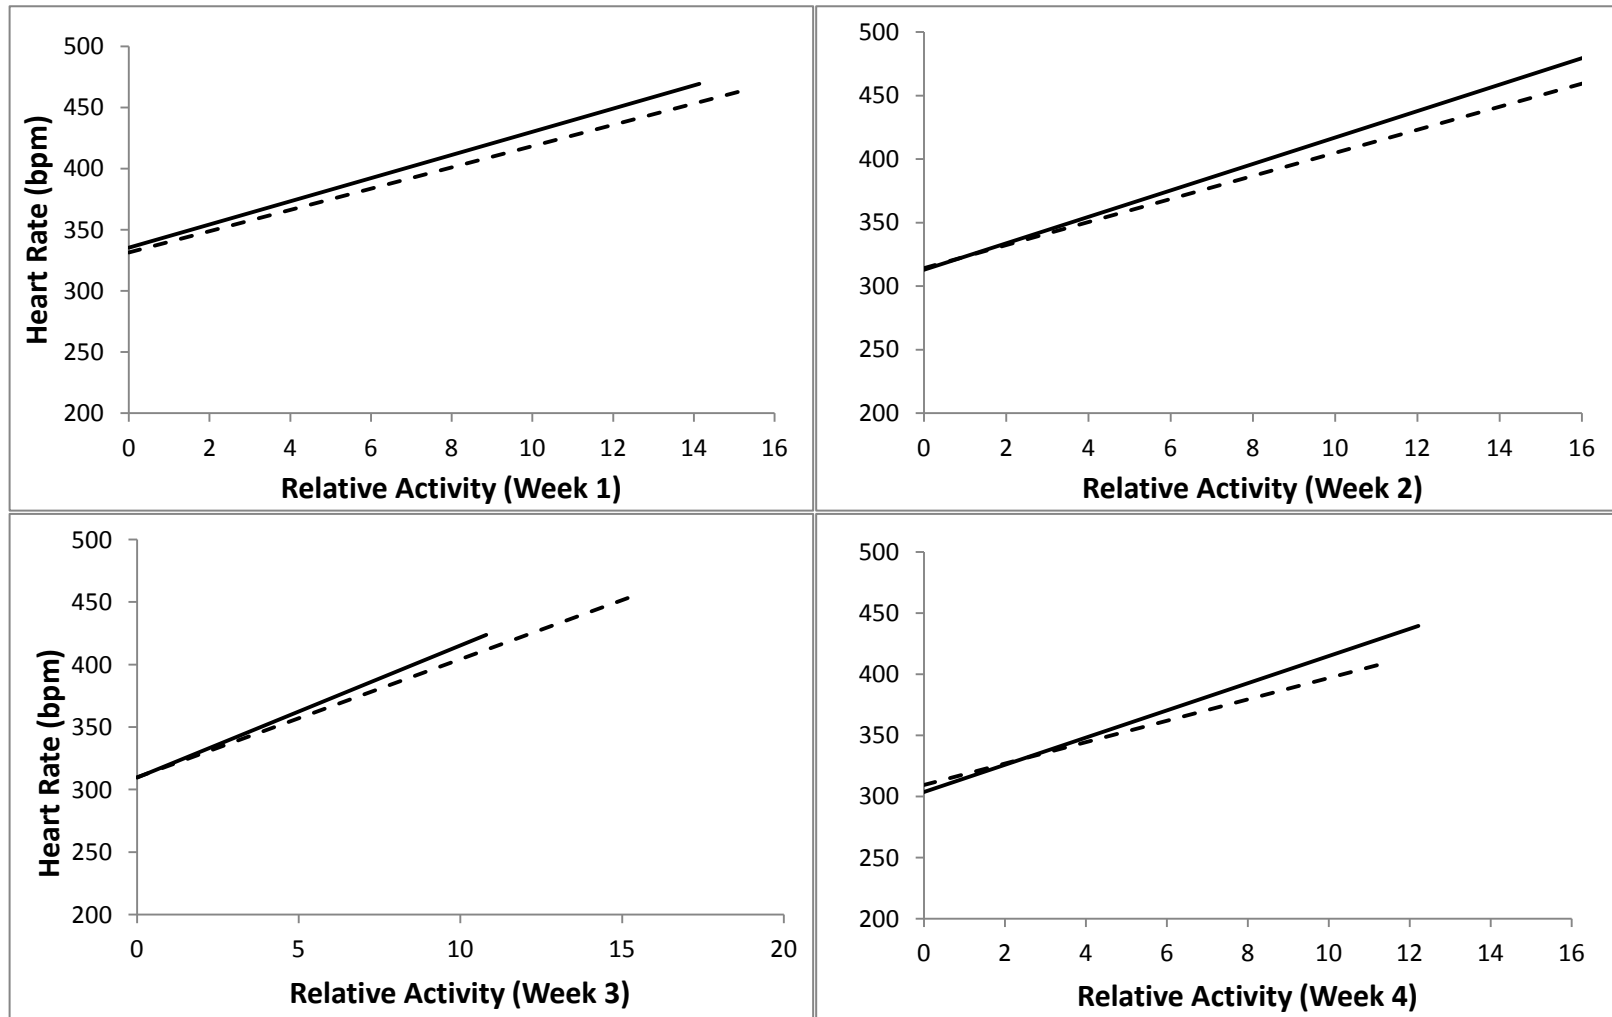 500
450
400
350
300
250
200
Heart Rate (bpm)
0 2 4 6 8 10 12 14 16
Relative Activity (Week 1)
500
450
400
350
300
250
200
0 2 4 6 8 10 12 14 16
Relative Activity (Week 2)
500
450
400
350
300
250
200
Heart Rate (bpm)
0 5 10 15 20
Relative Activity (Week 3)
500
450
400
350
300
250
200
0 2 4 6 8 10 12 14 16
Relative Activity (Week 4)